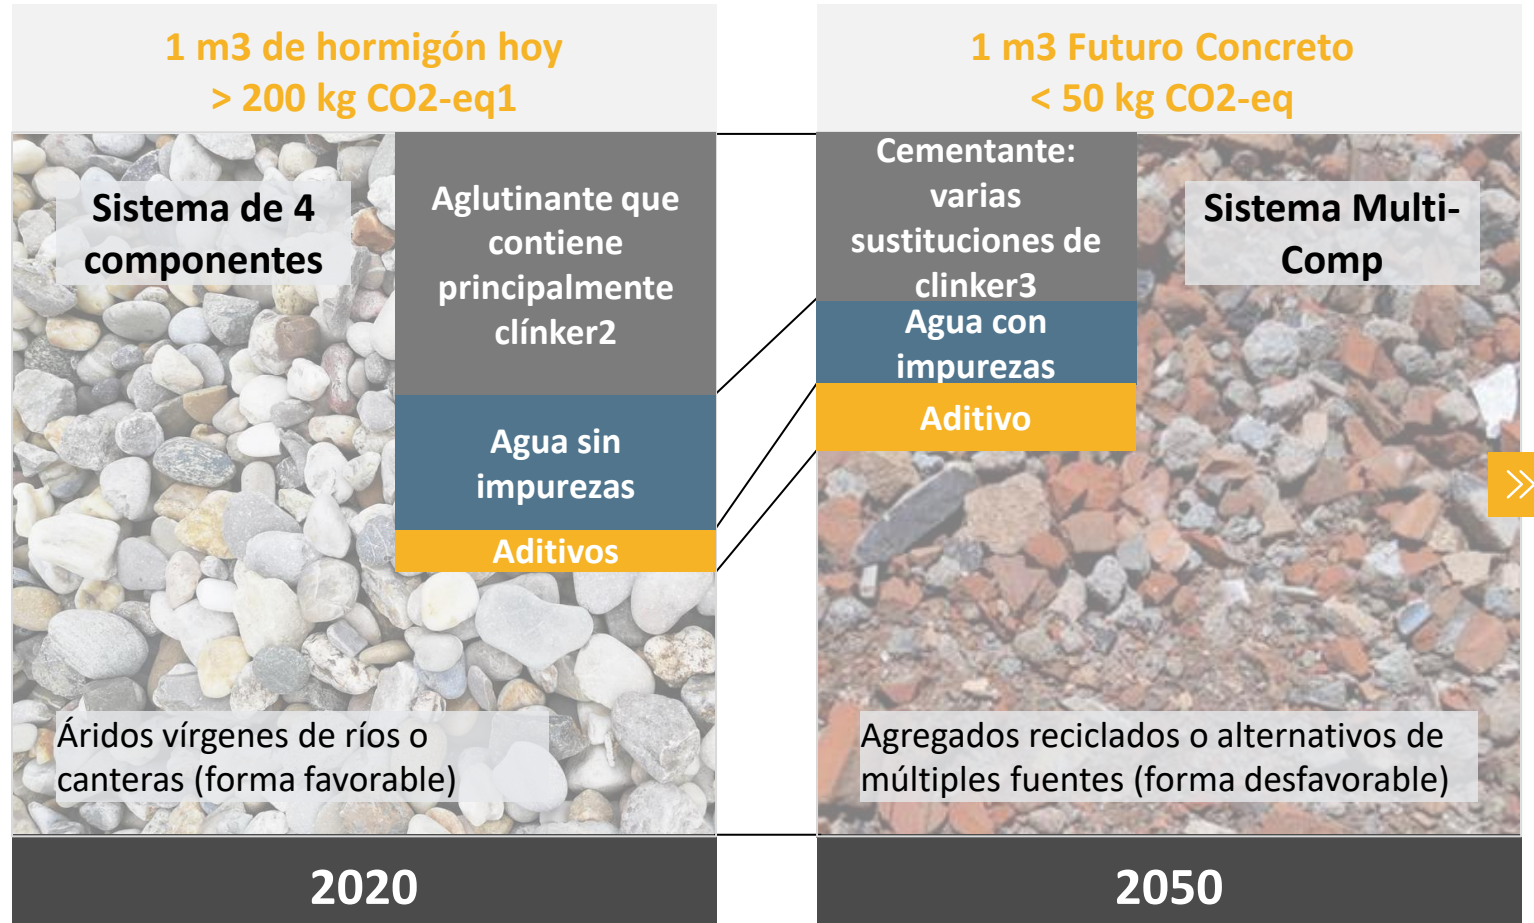 1 m3 de hormigón hoy
> 200 kg CO2-eq1
Sistema de 4
componentes
Aglutinante que
contiene
principalmente
clínker2
Agua sin
impurezas
Aditivos
Áridos vírgenes de ríos o
canteras (forma favorable)
2020
1 m3 Futuro Concreto
< 50 kg CO2-eq
Cementante:
varias
sustituciones de
clinker3
Agua con
impurezas
Aditivo
Sistema Multi-
Comp
Agregados reciclados o alternativos de
múltiples fuentes (forma desfavorable)
2050